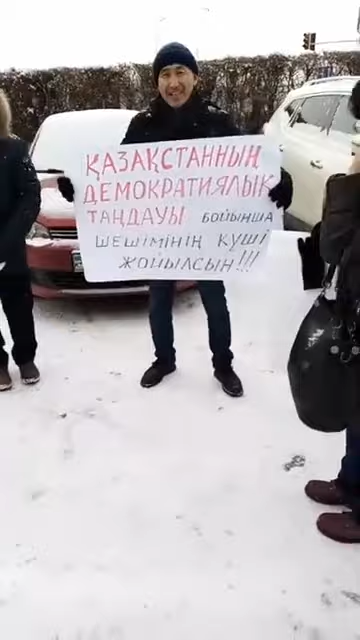 ҚАЗАҚСТАННЫҢ
ДЕМОКРАТИЯЛЫҚ
ТАҢДАУЫ БОЙЫНША
ШЕШІМІНІҢ КҮШІ
ЖОЙЫЛСЫН!!!